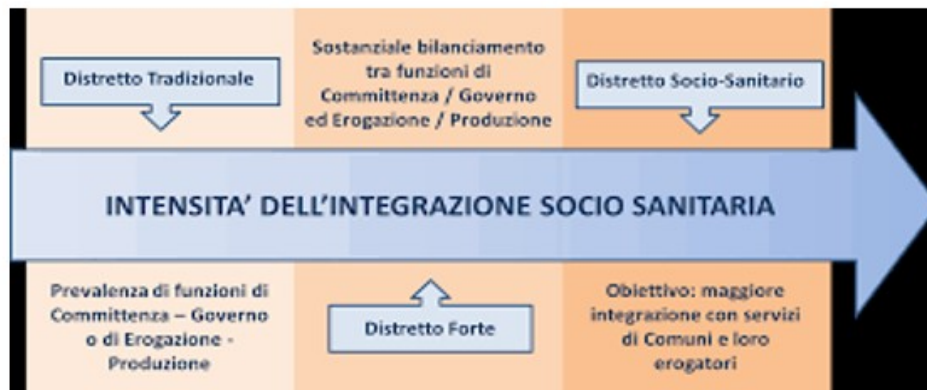 Distretto Tradizionale
Sostanziale bilanciamento
tra funzioni di
Committenza / Governo
ed Erogazione / Produzione
Distretto Socio-Sanitario
INTENSITA’ DELL’INTEGRAZIONE SOCIO SANITARIA
Prevalenza di funzioni di
Committenza – Governo
o di Erogazione -
Produzione
Distretto Forte
Obiettivo: maggiore
integrazione con servizi
di Comuni e loro
erogatori